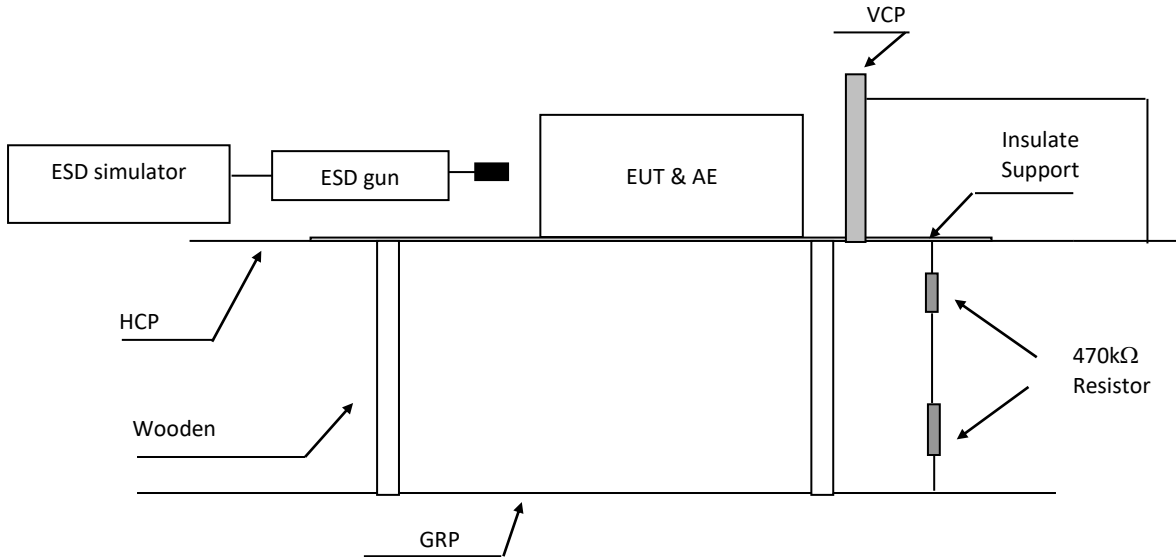 VCP
Insulate
Support
ESD simulator
ESD gun
EUT & AE
HCP
470kΩ
Resistor
Wooden
GRP